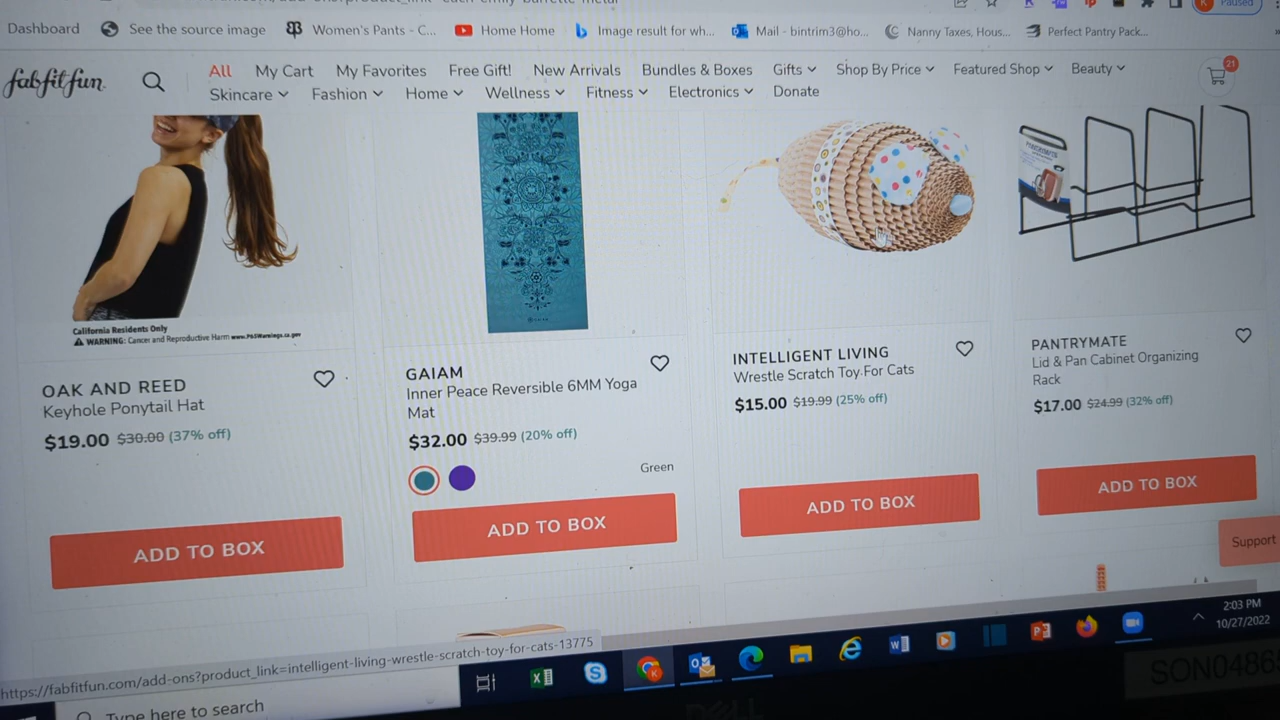 Dashboard See the source image Women's Pants - C... Home Home Image result for wh... Mail - bintrim3@ho... Nanny Taxes, Hous... Perfect Pantry Pack...
Paused
fabfitfun
All My Cart My Favorites Free Gift! New Arrivals Bundles & Boxes Gifts Shop By Price Featured Shop Beauty
21
Skincare Fashion Home Wellness Fitness Electronics Donate
California Residents Only
WARNING: Cancer and Reproductive Harm www.P65Warnings.ca.gov
OAK AND REED
Keyhole Ponytail Hat
$19.00 $30.00 (37% off)
ADD TO BOX
GAIAM
Inner Peace Reversible 6MM Yoga
Mat
$32.00 $39.99 (20% off)
Green
ADD TO BOX
INTELLIGENT LIVING
Wrestle Scratch Toy For Cats
$15.00 $19.99 (25% off)
ADD TO BOX
PANTRYMATE
Lid & Pan Cabinet Organizing
Rack
$17.00 $24.99 (32% off)
ADD TO BOX
Support
https://fabfitfun.com/add-ons?product_link=intelligent-living-wrestle-scratch-toy-for-cats-13775
Type here to search
2:03 PM
10/27/2022
SON0486
DELL